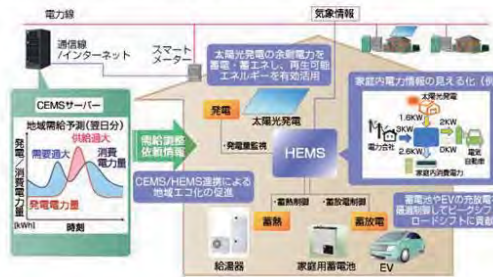 電力線
気象情報
通信線
/インターネット
スマート
メーター
太陽光発電の余剰電力を
蓄電・蓄エネし、再生可能
エネルギーを有効活用
CEMSサーバー
地域需給予測(翌日分)
供給過大
需要過大
消費
電力量
発電/消費電力量
発電電力量
[kWh]
時刻
需給調整
依頼情報
発電
太陽光発電
・発電量監視
HEMS
家庭内電力情報の見える化(例
太陽光発電
1.6KW
2KW
3KW
電力会社
電気
自動車
2.6KW
0KW
家庭内消費電力
CEMS/HEMS連携による
地域エコ化の促進
・蓄熱制御
・蓄放電制御
蓄熱
蓄放電
蓄電池やEVの充放電
最適制御してピークシフ
ロードシフトに貢献
給湯器
家庭用蓄電池
EV